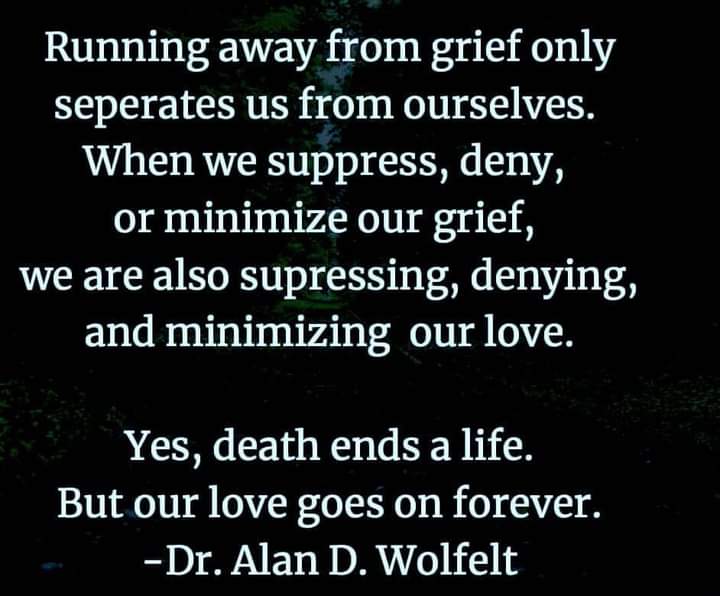 Running away from grief only
seperates us from ourselves.
When we suppress, deny,
or minimize our grief,
we are also supressing, denying,
and minimizing our love.
Yes, death ends a life.
But our love goes on forever.
-Dr. Alan D. Wolfelt